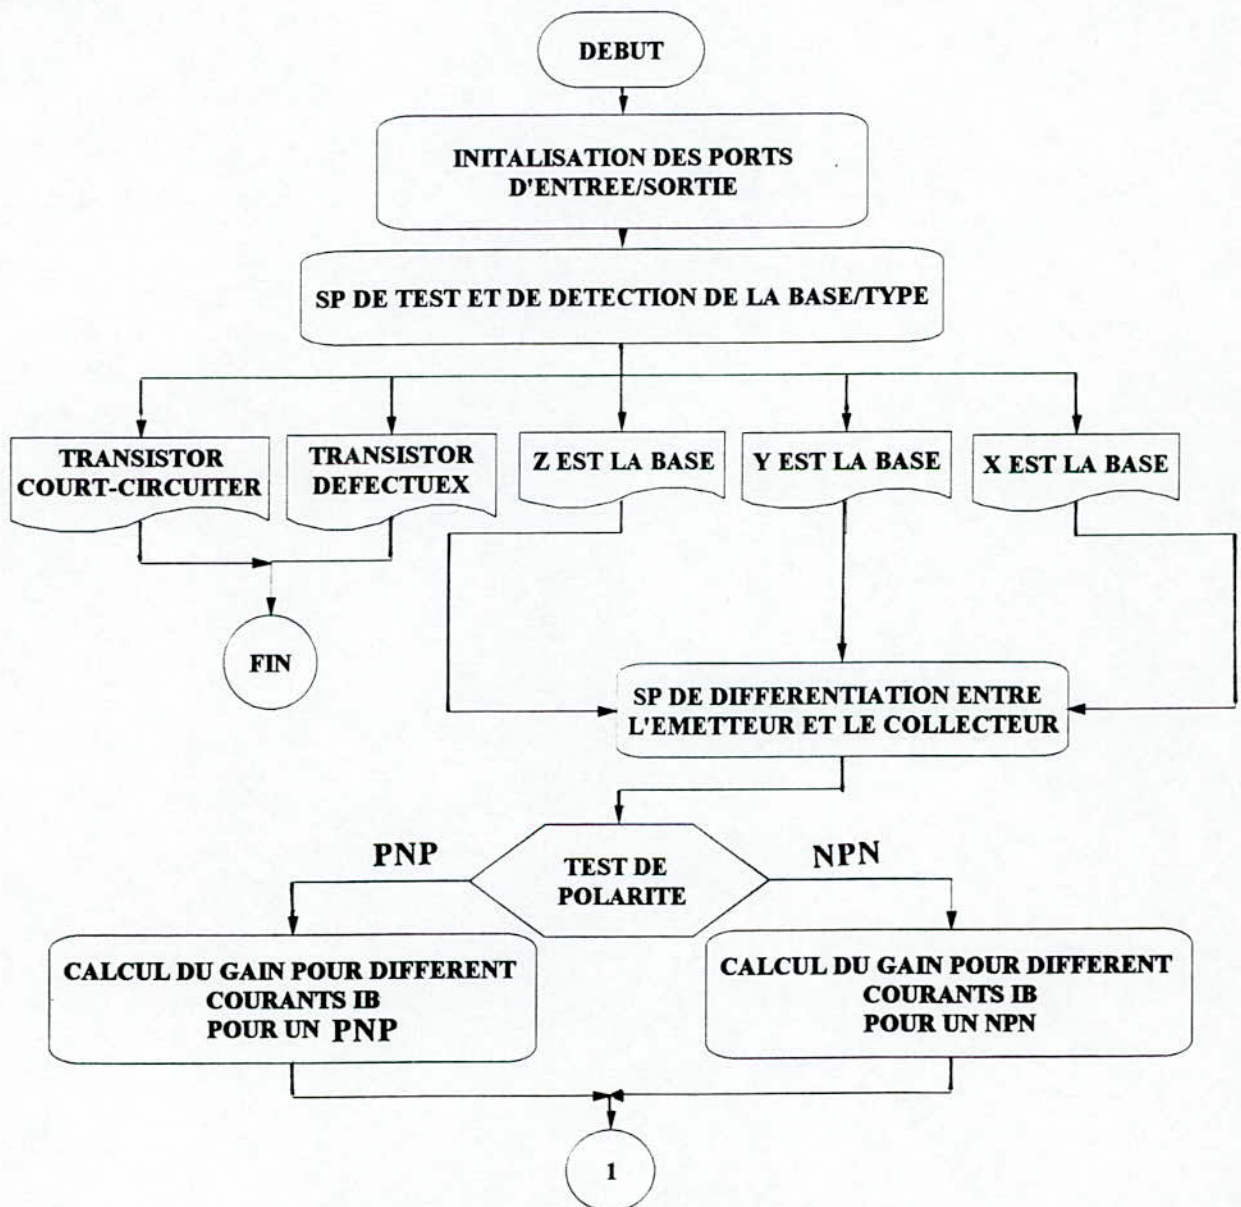 DEBUT
INITALISATION DES PORTS
D'ENTREE/SORTIE
SP DE TEST ET DE DETECTION DE LA BASE/TYPE
TRANSISTOR
COURT-CIRCUITER
TRANSISTOR
DEFECTUEX
Z EST LA BASE
Y EST LA BASE
X EST LA BASE
FIN
SP DE DIFFERENTIATION ENTRE
L'EMETTEUR ET LE COLLECTEUR
PNP
TEST DE
POLARITE
NPN
CALCUL DU GAIN POUR DIFFERENT
COURANTS IB
POUR UN PNP
CALCUL DU GAIN POUR DIFFERENT
COURANTS IB
POUR UN NPN
1